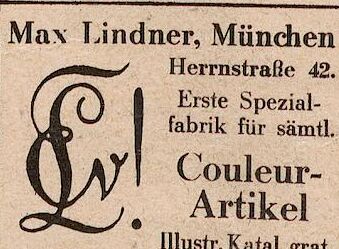 Max Lindner, München
Herrnstraße 42.
Erste Spezial-
fabrik für sämtl.
Couleur-
Artikel
Illustr. Katal. grat.